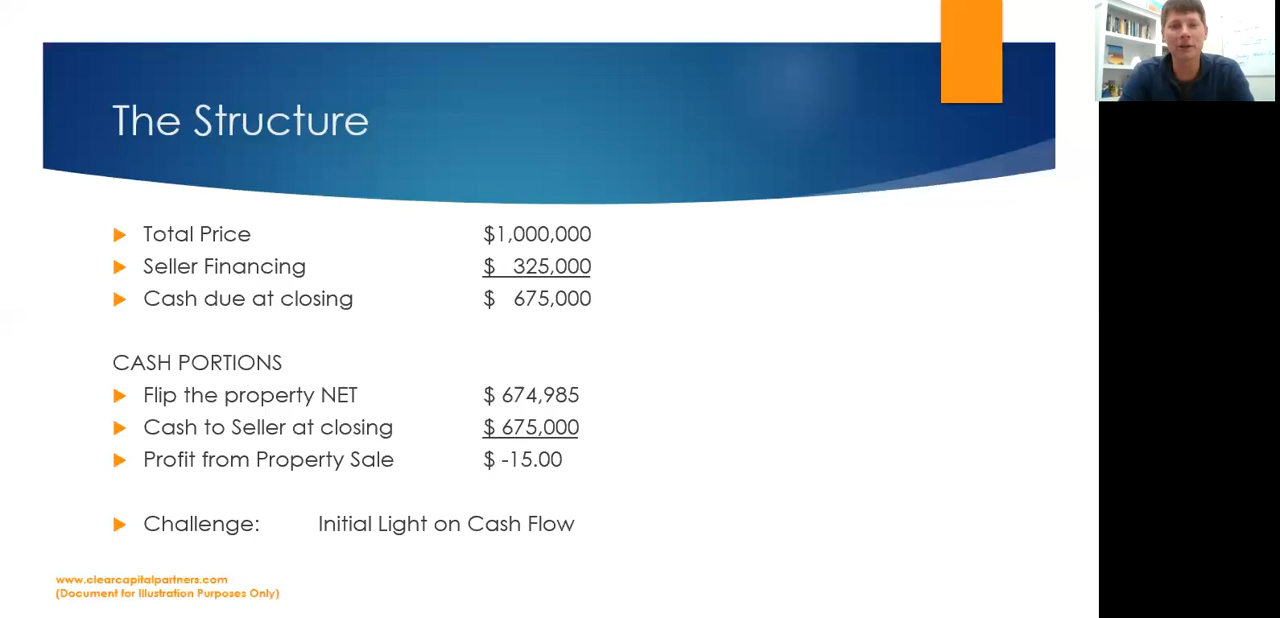 The Structure
Total Price $1,000,000
Seller Financing $ 325,000
Cash due at closing $ 675,000
CASH PORTIONS
Flip the property NET $ 674,985
Cash to Seller at closing $ 675,000
Profit from Property Sale $ -15.00
Challenge: Initial Light on Cash Flow
www.clearcapitalpartners.com
(Document for Illustration Purposes Only)